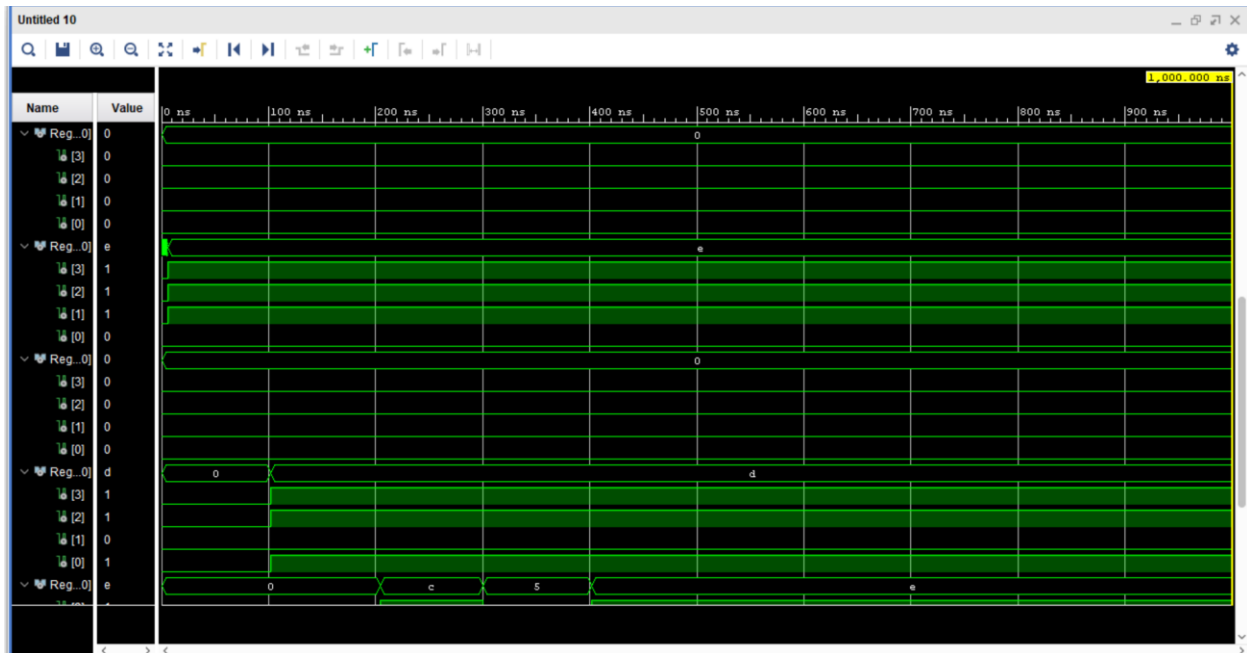 Untitled 10
1,000.000 ns
Name Value 0 ns 100 ns 200 ns 300 ns 400 ns 500 ns 600 ns 700 ns 800 ns 900 ns
Reg...0] 0 0
[3] 0
[2] 0
[1] 0
[0] 0
Reg...0] e e
[3] 1
[2] 1
[1] 1
[0] 0
Reg...0] 0 0
[3] 0
[2] 0
[1] 0
[0] 0
Reg...0] d 0 d
[3] 1
[2] 1
[1] 0
[0] 1
Reg...0] e 0 c 5 e